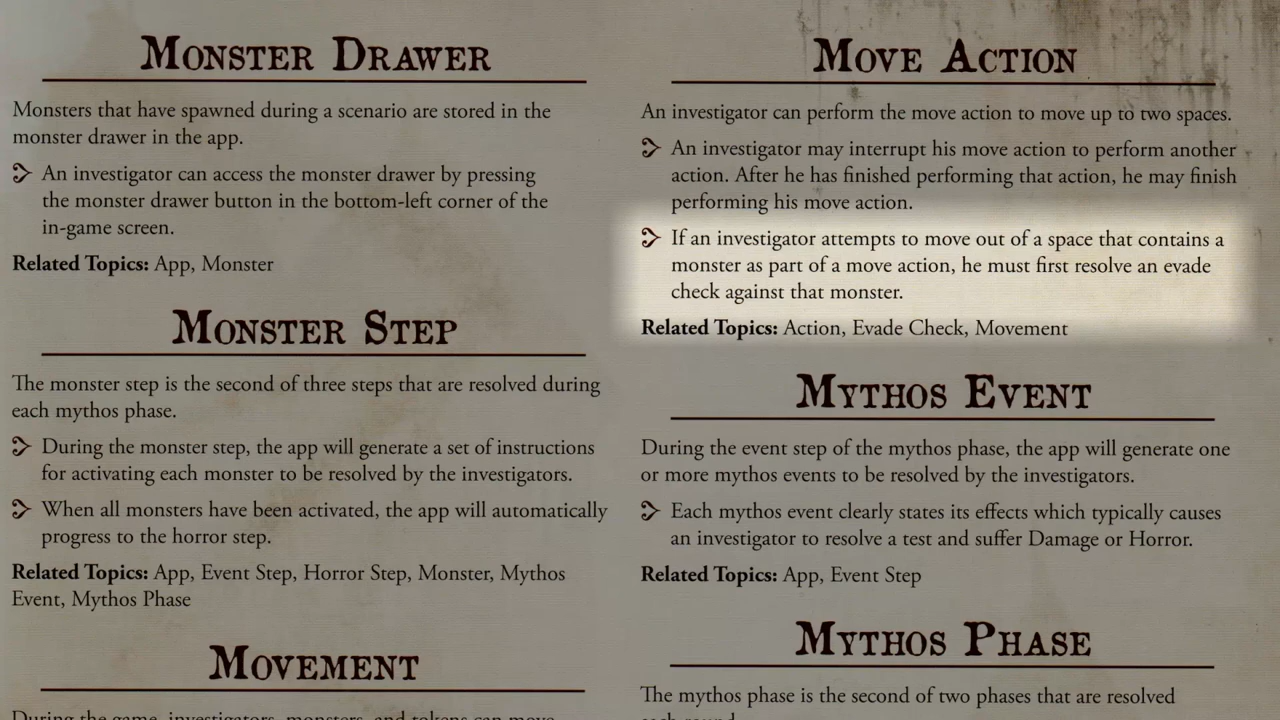 MONSTER DRAWER
Monsters that have spawned during a scenario are stored in the
monster drawer in the app.
An investigator can access the monster drawer by pressing
the monster drawer button in the bottom-left corner of the
in-game screen.
Related Topics: App, Monster
MONSTER STEP
The monster step is the second of three steps that are resolved during
each mythos phase.
During the monster step, the app will generate a set of instructions
for activating each monster to be resolved by the investigators.
When all monsters have been activated, the app will automatically
progress to the horror step.
Related Topics: App, Event Step, Horror Step, Monster, Mythos
Event, Mythos Phase
MOVEMENT
During the game, investigators, monsters, and tokens can move
MOVE ACTION
An investigator can perform the move action to move up to two spaces.
An investigator may interrupt his move action to perform another
action. After he has finished performing that action, he may finish
performing his move action.
If an investigator attempts to move out of a space that contains a
monster as part of a move action, he must first resolve an evade
check against that monster.
Related Topics: Action, Evade Check, Movement
MYTHOS EVENT
During the event step of the mythos phase, the app will generate one
or more mythos events to be resolved by the investigators.
Each mythos event clearly states its effects which typically causes
an investigator to resolve a test and suffer Damage or Horror.
Related Topics: App, Event Step
MYTHOS PHASE
The mythos phase is the second of two phases that are resolved
each round.